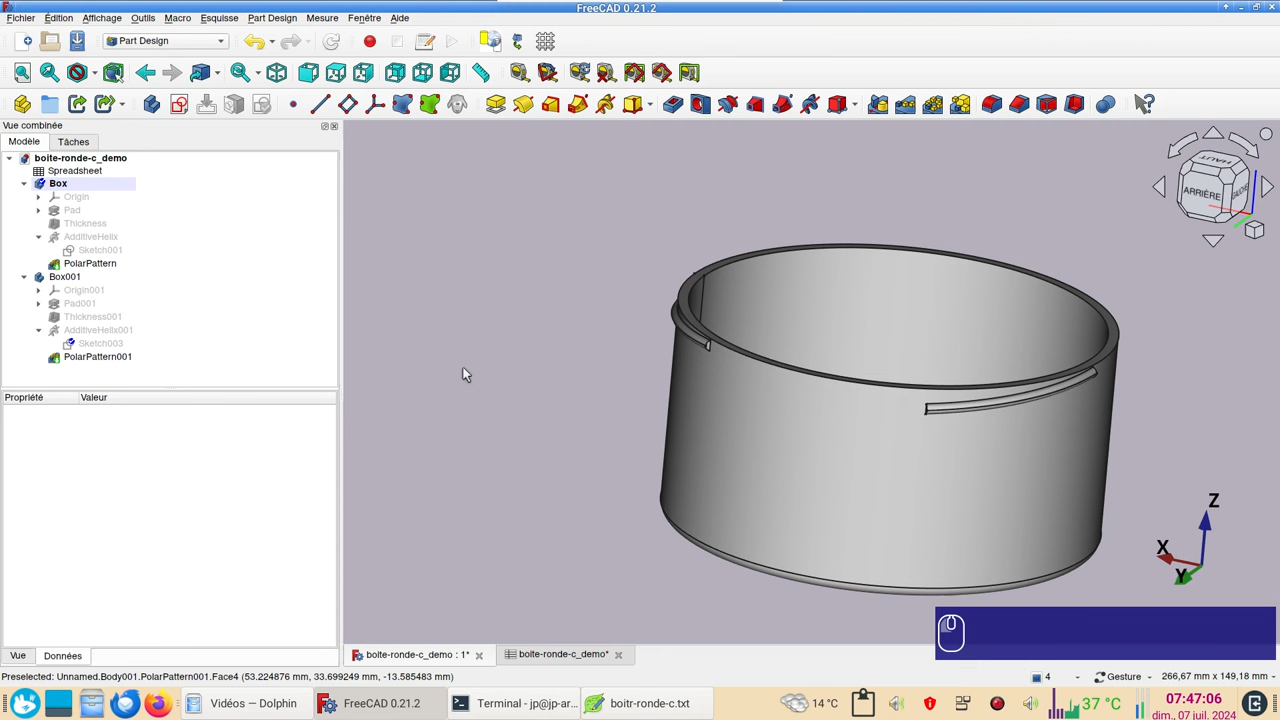 FreeCAD 0.21.2
Fichier Édition Affichage Outils Macro Esquisse Part Design Mesure Fenêtre Aide
Part Design
Vue combinée
Modèle Tâches
boite-ronde-c_demo
Spreadsheet
Box
Origin
Pad
Thickness
AdditiveHelix
Sketch001
PolarPattern
Box001
Origin001
Pad001
Thickness001
AdditiveHelix001
Sketch003
PolarPattern001
Propriété Valeur
HAUT
ARRIÈRE
GAUCHE
Z
X
Y
Vue Données
boite-ronde-c_demo : 1* boite-ronde-c_demo*
Preselected: Unnamed.Body001.PolarPattern001.Face4 (53.224876 mm, 33.699249 mm, -13.585483 mm) 4 Gesture 266,67 mm x 149,18 mm
Vidéos — Dolphin FreeCAD 0.21.2 Terminal - jp@jp-ar... boitr-ronde-c.txt 14 °C 37 °C 07:47:06
dim., 07 juil. 2024